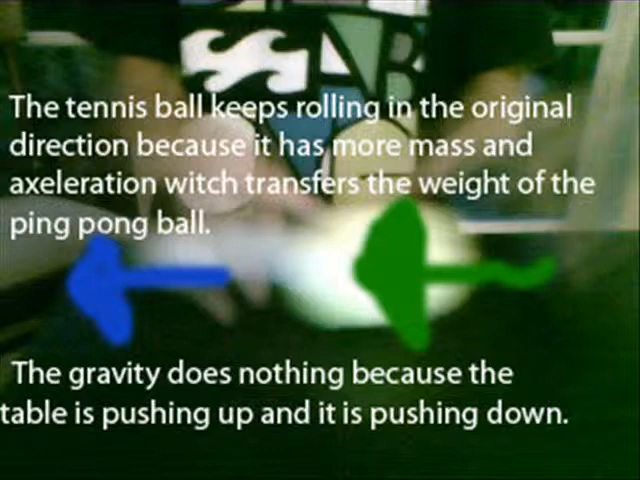 The tennis ball keeps rolling in the original
direction because it has more mass and
axeleration witch transfers the weight of the
ping pong ball.
The gravity does nothing because the
table is pushing up and it is pushing down.